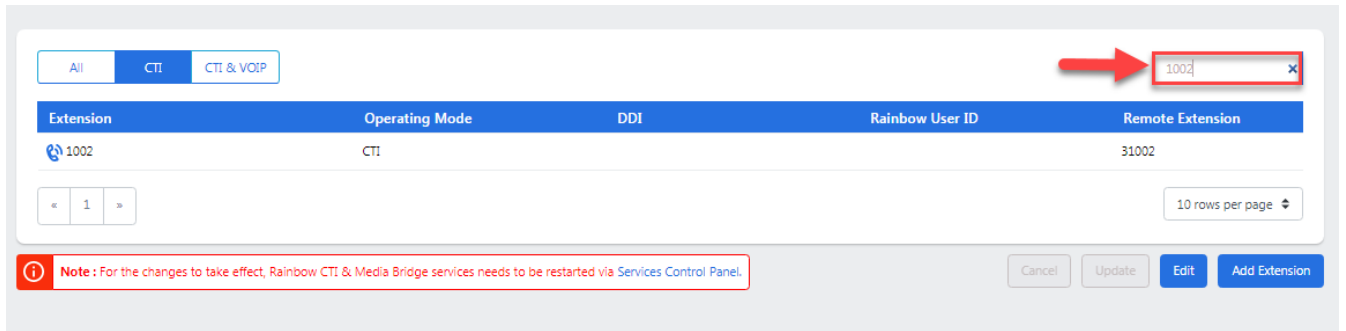 All CTI CTI & VOIP 1002 ×
Extension Operating Mode DDI Rainbow User ID Remote Extension
1002 CTI 31002
« 1 » 10 rows per page
Note : For the changes to take effect, Rainbow CTI & Media Bridge services needs to be restarted via Services Control Panel. Cancel Update Edit Add Extension